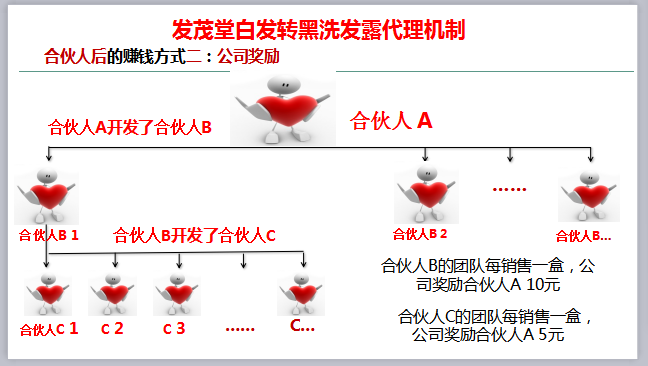 发茂堂白发转黑洗发露代理机制
合伙人后的赚钱方式二：公司奖励
合伙人A开发了合伙人B
合伙人 A
……
合伙人B 1
合伙人B开发了合伙人C
合伙人B 2
合伙人B…
合伙人B的团队每销售一盒，公
司奖励合伙人A 10元
合伙人C的团队每销售一盒，
公司奖励合伙人A 5元
合伙人C 1
C 2
C 3
……
C…